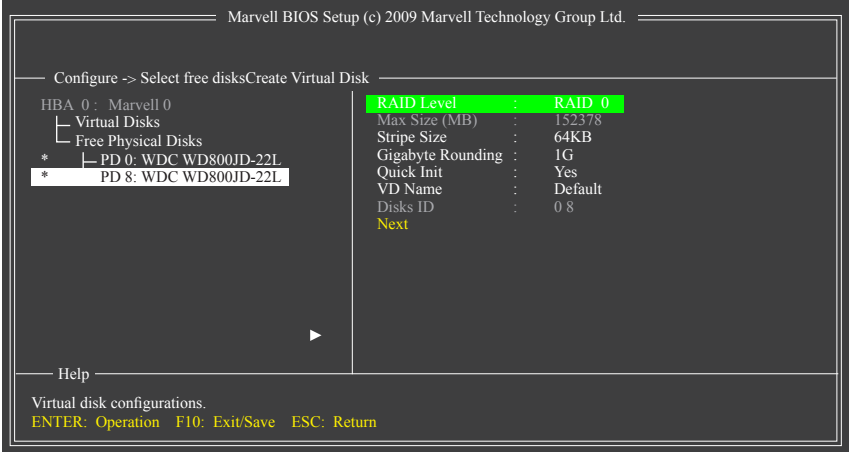 Marvell BIOS Setup (c) 2009 Marvell Technology Group Ltd.
Configure -> Select free disksCreate Virtual Disk
HBA 0 : Marvell 0
Virtual Disks
Free Physical Disks
* PD 0: WDC WD800JD-22L
* PD 8: WDC WD800JD-22L
RAID Level : RAID 0
Max Size (MB) : 152378
Stripe Size : 64KB
Gigabyte Rounding : 1G
Quick Init : Yes
VD Name : Default
Disks ID : 0 8
Next
Help
Virtual disk configurations.
ENTER: Operation F10: Exit/Save ESC: Return